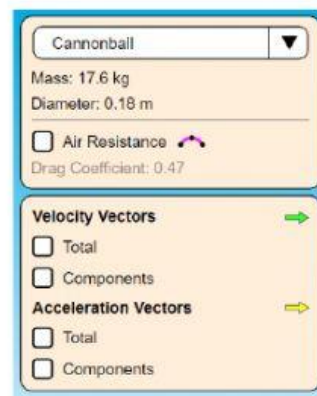 Cannonball
Mass: 17.6 kg
Diameter: 0.18 m
Air Resistance
Drag Coefficient: 0.47
Velocity Vectors
Total
Components
Acceleration Vectors
Total
Components